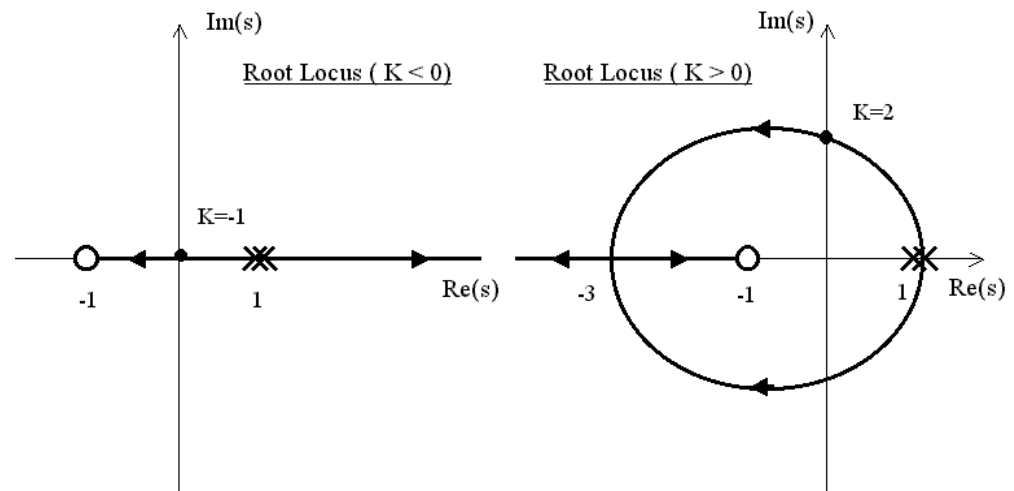 Im(s)
Root Locus ( K < 0)
K=-1
-1
1
Re(s)
Im(s)
Root Locus ( K > 0)
K=2
-3
-1
1
Re(s)